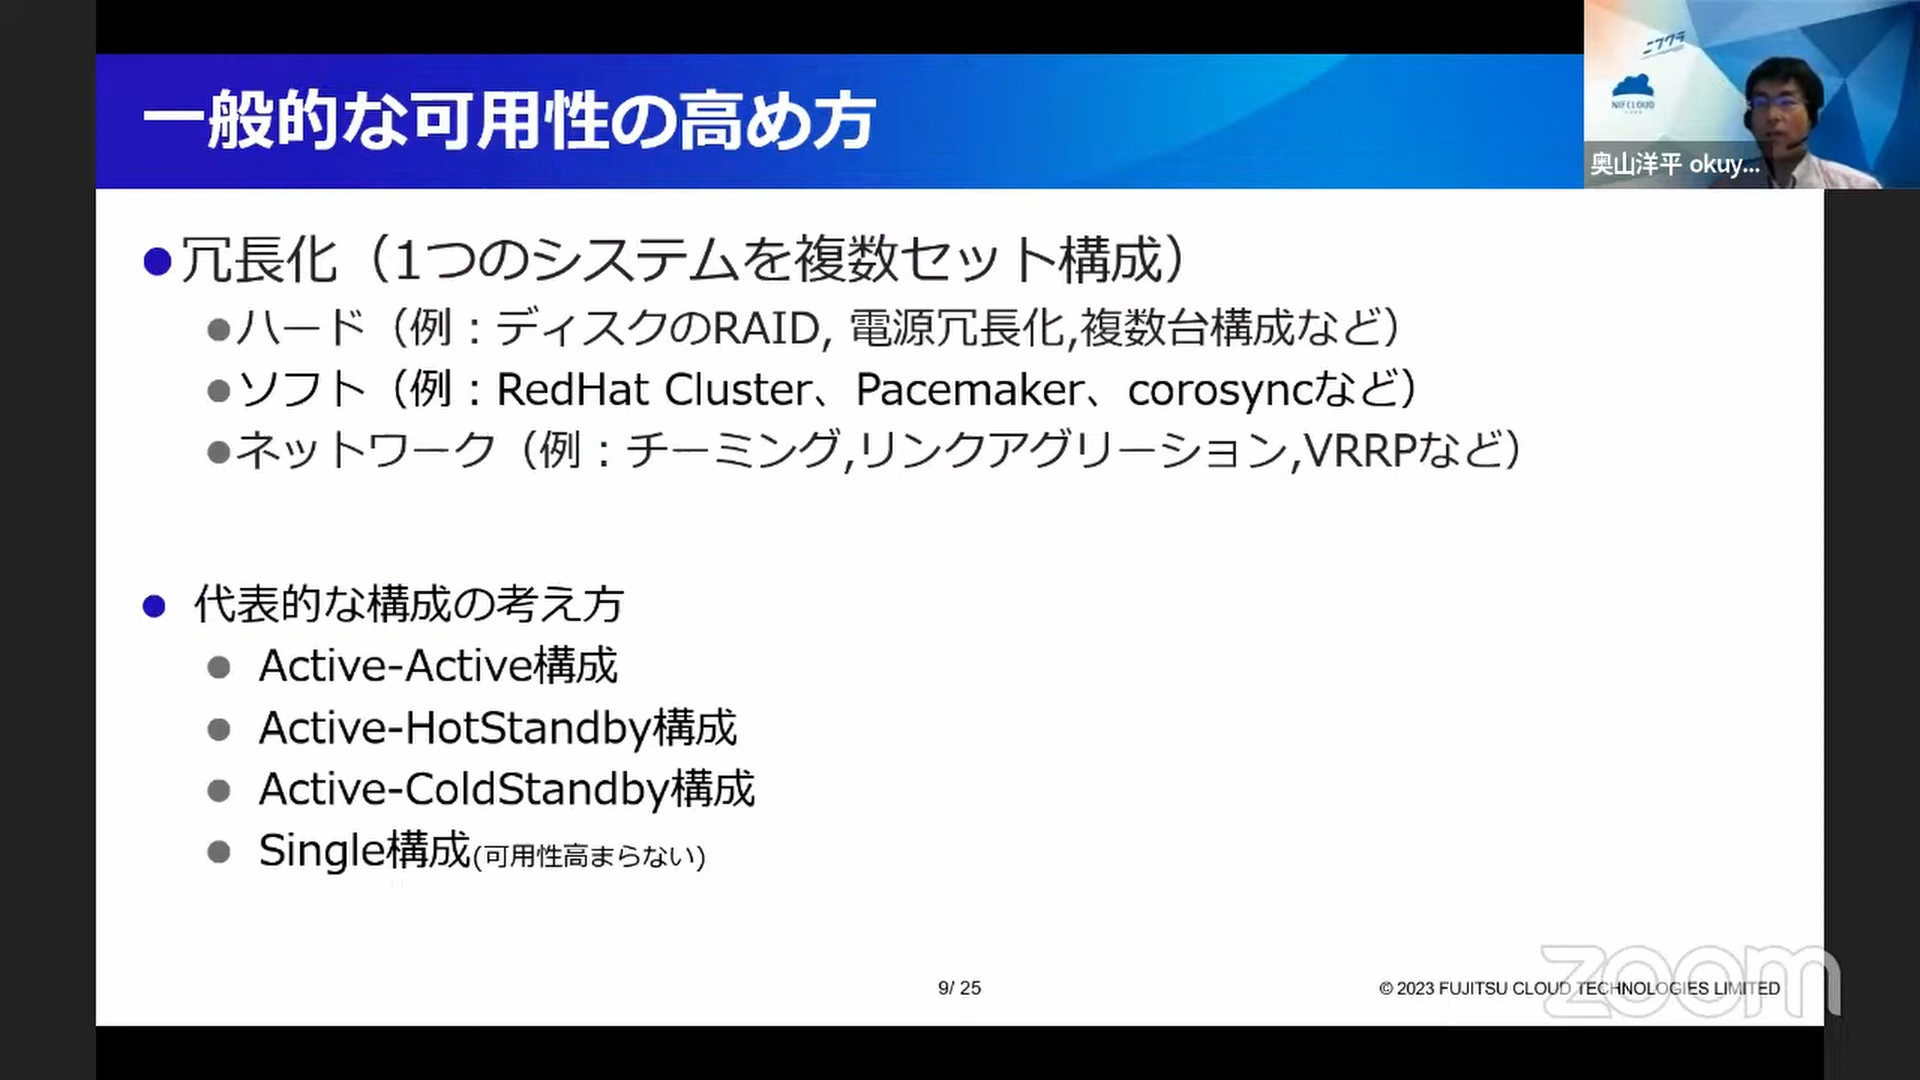 一般的な可用性の高め方
ニフクラ
NIFCLOUD
奥山洋平 okuy...
●冗長化（1つのシステムを複数セット構成）
●ハード（例：ディスクのRAID, 電源冗長化,複数台構成など）
●ソフト（例：RedHat Cluster、Pacemaker、corosyncなど）
●ネットワーク（例：チーミング,リンクアグリーション,VRRPなど）
● 代表的な構成の考え方
● Active-Active構成
● Active-HotStandby構成
● Active-ColdStandby構成
● Single構成(可用性高まらない)
9/ 25
© 2023 FUJITSU CLOUD TECHNOLOGIES LIMITED
zoom